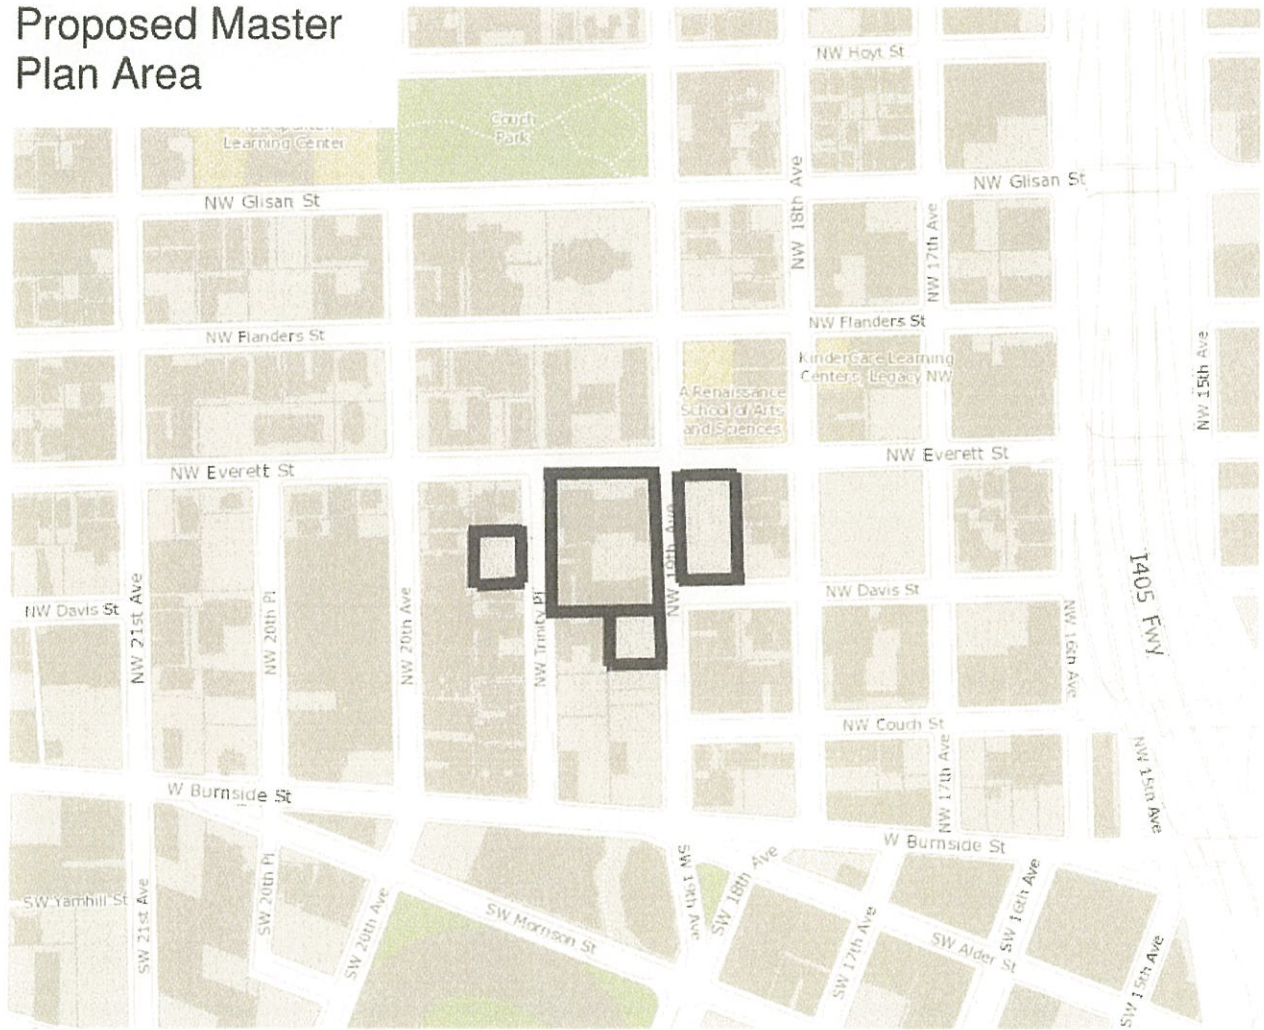 Proposed Master
Plan Area
NW Hoyt St
Couch
Park
Learning Center
NW Glisan St
NW Glisan St
NW 18th Ave
NW 17th Ave
NW Flanders St
NW Flanders St
KinderCare Learning
Centers, Legacy NW
NW 15th Ave
A Renaissance
School of Arts
and Sciences
NW Everett St
NW Everett St
NW 19th Ave
I405 Fwy
NW Davis St
NW Davis St
NW 21st Ave
NW 20th Pl
NW 20th Ave
NW Trinity Pl
NW 16th Ave
NW Couch St
NW 17th Ave
NW 15th Ave
W Burnside St
W Burnside St
SW Yamhill St
SW 21st Ave
SW 20th Pl
SW 20th Ave
SW Morrison St
SW 19th Ave
SW 18th Ave
SW 17th Ave
SW Alder St
SW 16th Ave
SW 15th Ave